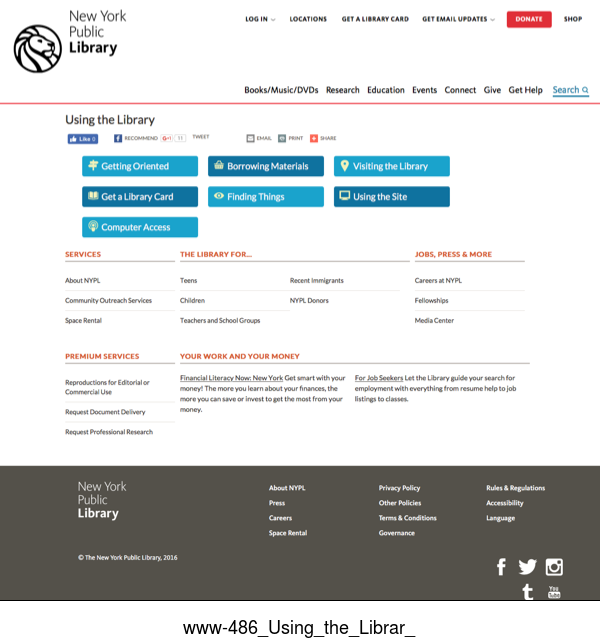 New York
Public
Library
LOG IN LOCATIONS GET A LIBRARY CARD GET EMAIL UPDATES DONATE SHOP
Books/Music/DVDs Research Education Events Connect Give Get Help Search
Using the Library
Like 0 RECOMMEND G+1 11 TWEET EMAIL PRINT SHARE
Getting Oriented Borrowing Materials Visiting the Library
Get a Library Card Finding Things Using the Site
Computer Access
SERVICES THE LIBRARY FOR... JOBS, PRESS & MORE
About NYPL Teens Recent Immigrants Careers at NYPL
Community Outreach Services Children NYPL Donors Fellowships
Space Rental Teachers and School Groups Media Center
PREMIUM SERVICES YOUR WORK AND YOUR MONEY
Reproductions for Editorial or
Commercial Use
Request Document Delivery
Request Professional Research
Financial Literacy Now: New York Get smart with your
money! The more you learn about your finances, the
more you can save or invest to get the most from your
money.
For Job Seekers Let the Library guide your search for
employment with everything from resume help to job
listings to classes.
New York
Public
Library
About NYPL Privacy Policy Rules & Regulations
Press Other Policies Accessibility
Careers Terms & Conditions Language
Space Rental Governance
© The New York Public Library, 2016
You
Tube
www-486_Using_the_Librar_